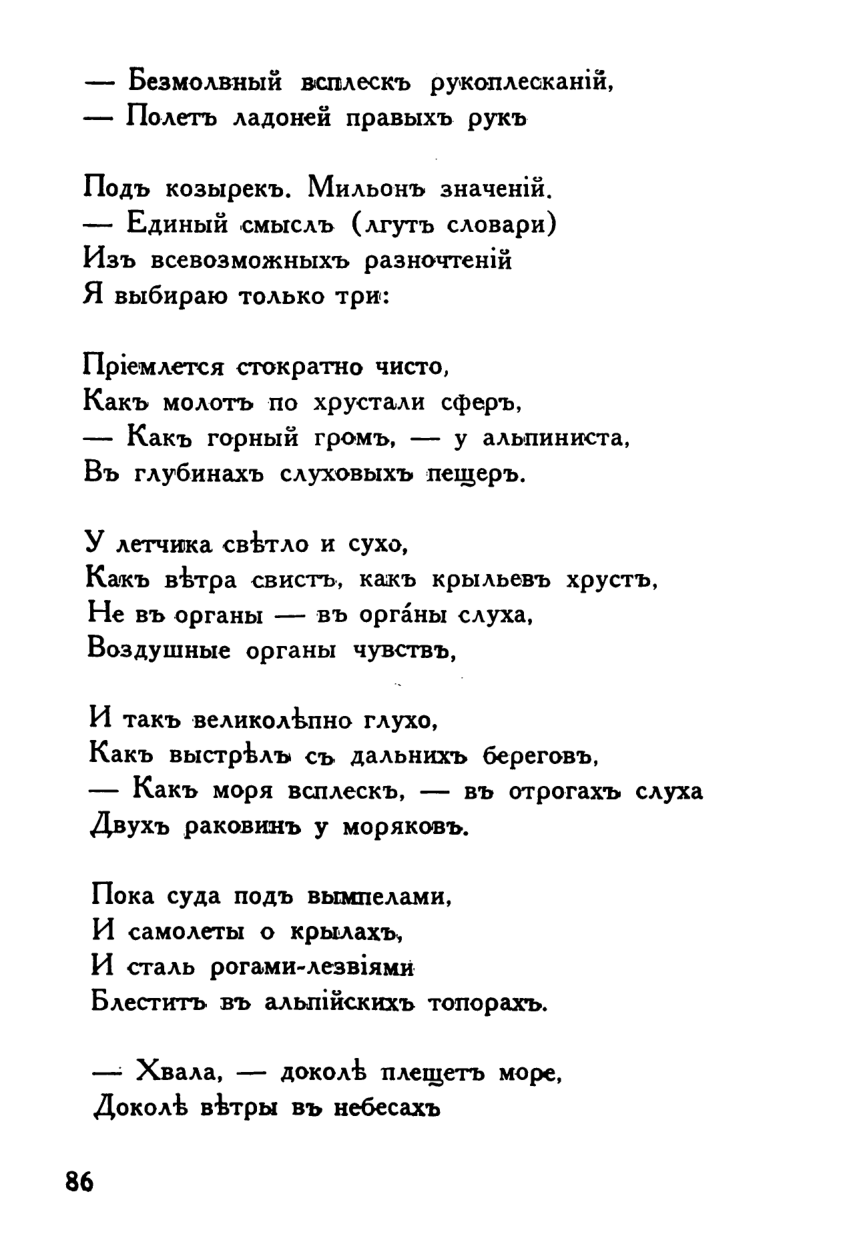 — Безмолвный всплескъ рукоплесканій,
— Полетъ ладоней правыхъ рукъ
Подъ козырекъ. Мильонъ значеній.
— Единый смыслъ (лгутъ словари)
Изъ всевозможныхъ разночтеній
Я выбираю только три:
Пріемлется стократно чисто,
Какъ молотъ по хрустали сферъ,
— Какъ горный громъ, — у альпиниста,
Въ глубинахъ слуховыхъ пещеръ.
У летчика свѣтло и сухо,
Какъ вѣтра свистъ, какъ крыльевъ хрустъ,
Не въ органы — въ орга́ны слуха,
Воздушные органы чувствъ,
И такъ великолѣпно глухо,
Какъ выстрѣлъ съ дальнихъ береговъ,
— Какъ моря всплескъ, — въ отрогахъ слуха
Двухъ раковинъ у моряковъ.
Пока суда подъ вымпелами,
И самолеты о крылахъ,
И сталь рогами-лезвіями
Блеститъ въ альпійскихъ топорахъ.
— Хвала, — доколѣ плещетъ море,
Доколѣ вѣтры въ небесахъ
86